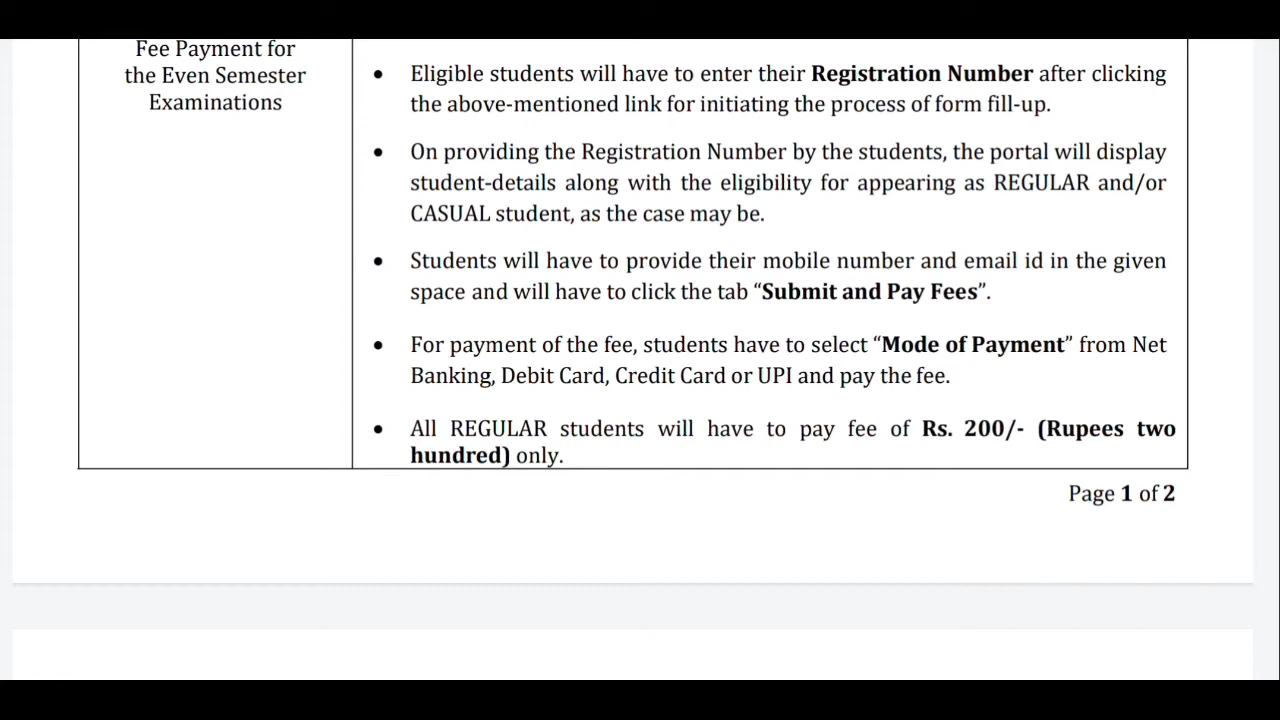 Fee Payment for
the Even Semester
Examinations
• Eligible students will have to enter their Registration Number after clicking
the above-mentioned link for initiating the process of form fill-up.
• On providing the Registration Number by the students, the portal will display
student-details along with the eligibility for appearing as REGULAR and/or
CASUAL student, as the case may be.
• Students will have to provide their mobile number and email id in the given
space and will have to click the tab “Submit and Pay Fees”.
• For payment of the fee, students have to select “Mode of Payment” from Net
Banking, Debit Card, Credit Card or UPI and pay the fee.
• All REGULAR students will have to pay fee of Rs. 200/- (Rupees two
hundred) only.
Page 1 of 2